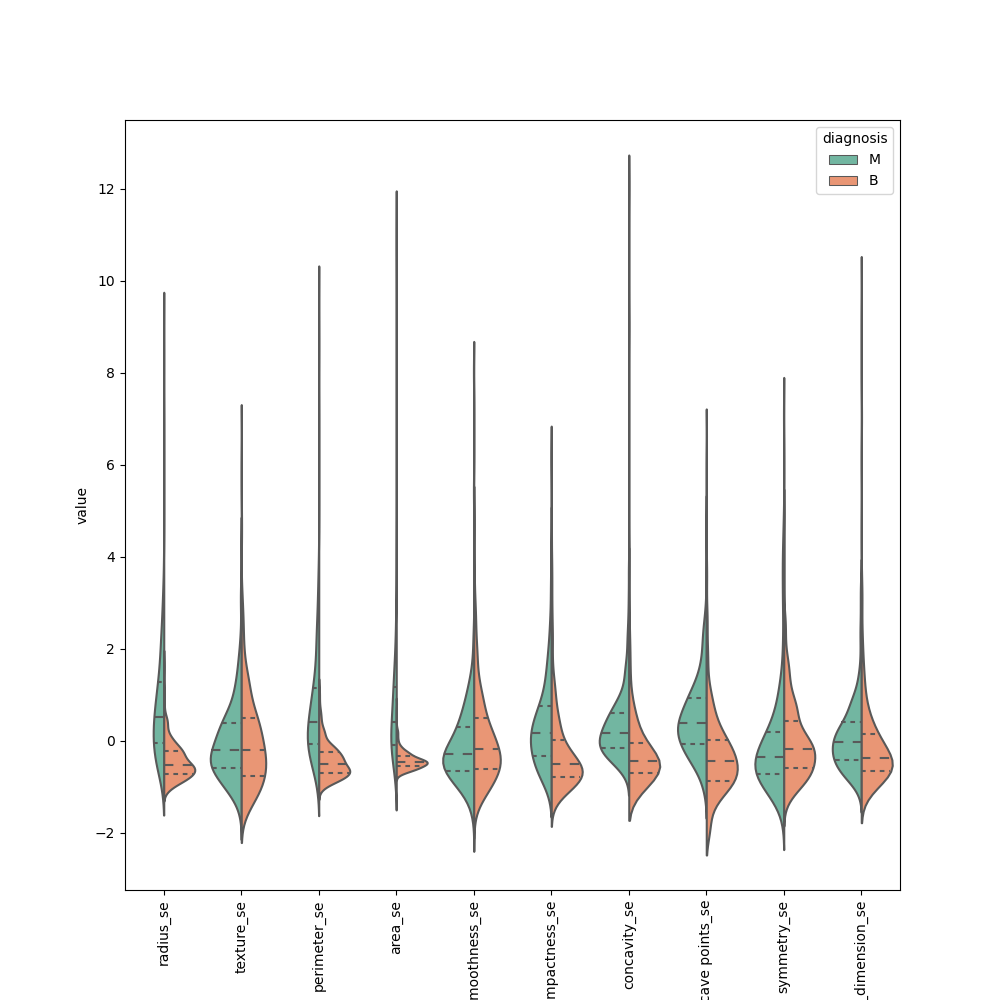 diagnosis
M
B
12
10
8
6
4
2
0
−2
value
radius_se
texture_se
perimeter_se
area_se
moothness_se
mpactness_se
concavity_se
cave points_se
symmetry_se
_dimension_se